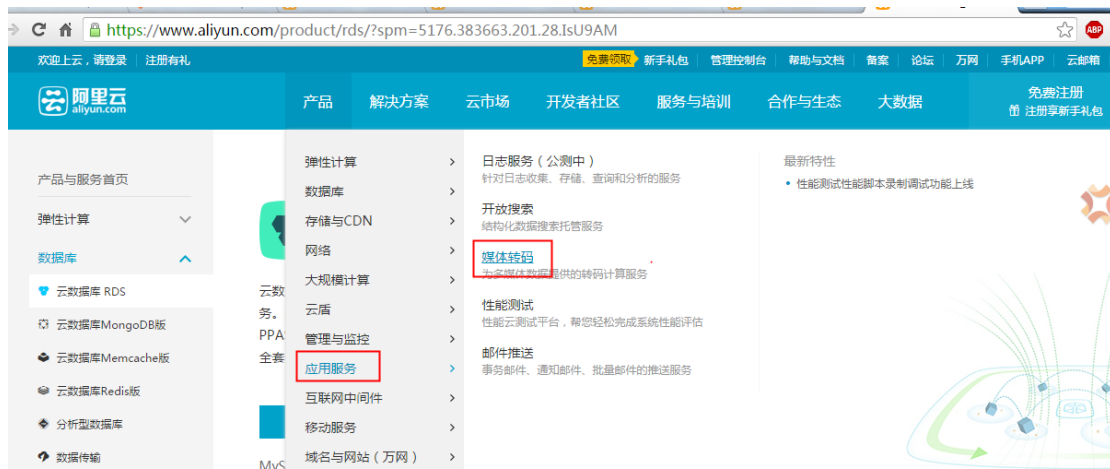 https://www.aliyun.com/product/rds/?spm=5176.383663.201.28.IsU9AM
ABP
欢迎上云，请登录 注册有礼 免费领取 新手礼包 管理控制台 帮助与文档 备案 论坛 万网 手机APP 云邮箱
阿里云
aliyun.com
产品 解决方案 云市场 开发者社区 服务与培训 合作与生态 大数据
免费注册
注册享新手礼包
产品与服务首页
弹性计算
数据库
云数据库 RDS
云数据库MongoDB版
云数据库Memcache版
云数据库Redis版
分析型数据库
数据传输
云数
务。
PPA
全套
MyS
弹性计算
数据库
存储与CDN
网络
大规模计算
云盾
管理与监控
应用服务
互联网中间件
移动服务
域名与网站（万网）
日志服务（公测中）
针对日志收集、存储、查询和分析的服务
开放搜索
结构化数据搜索托管服务
媒体转码
为多媒体数据提供的转码计算服务
性能测试
性能云测试平台，帮您轻松完成系统性能评估
邮件推送
事务邮件、通知邮件、批量邮件的推送服务
最新特性
• 性能测试性能脚本录制调试功能上线